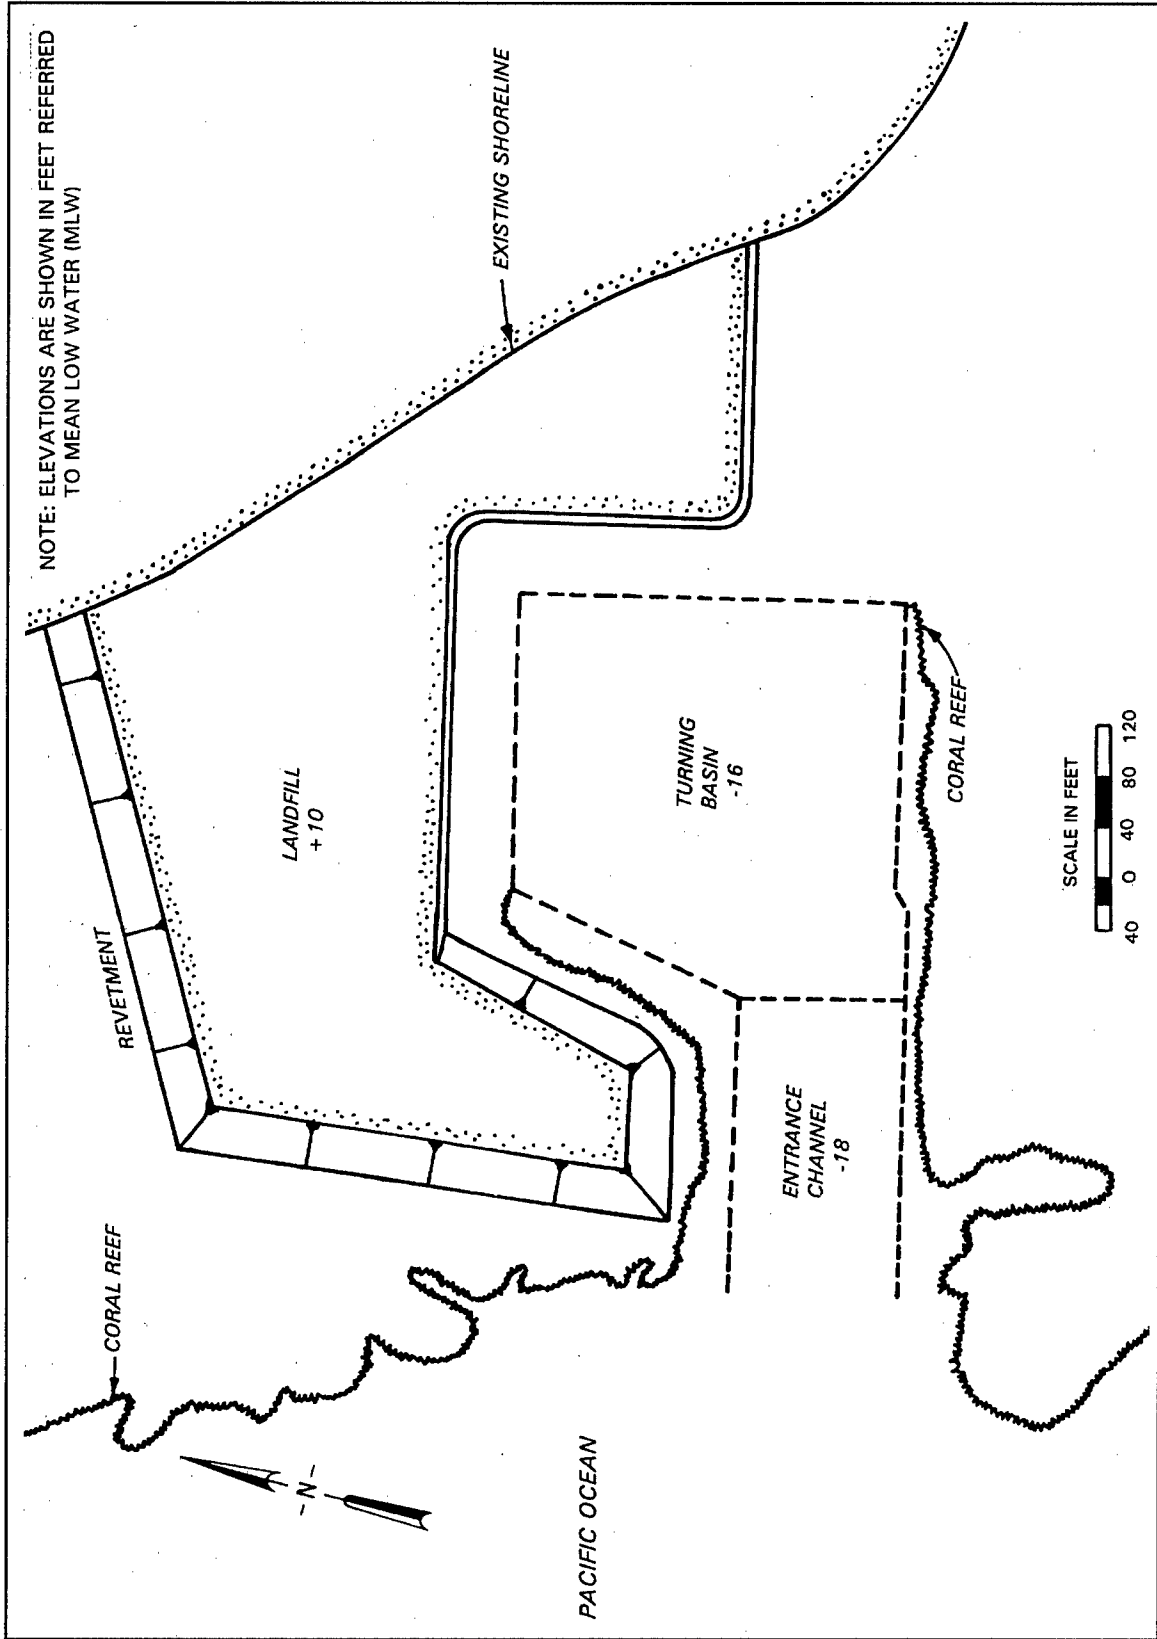 NOTE: ELEVATIONS ARE SHOWN IN FEET REFERRED
TO MEAN LOW WATER (MLW)
EXISTING SHORELINE
REVETMENT
LANDFILL
+10
TURNING
BASIN
-16
CORAL REEF
CORAL REEF
ENTRANCE
CHANNEL
-18
-N-
PACIFIC OCEAN
SCALE IN FEET
40 0 40 80 120